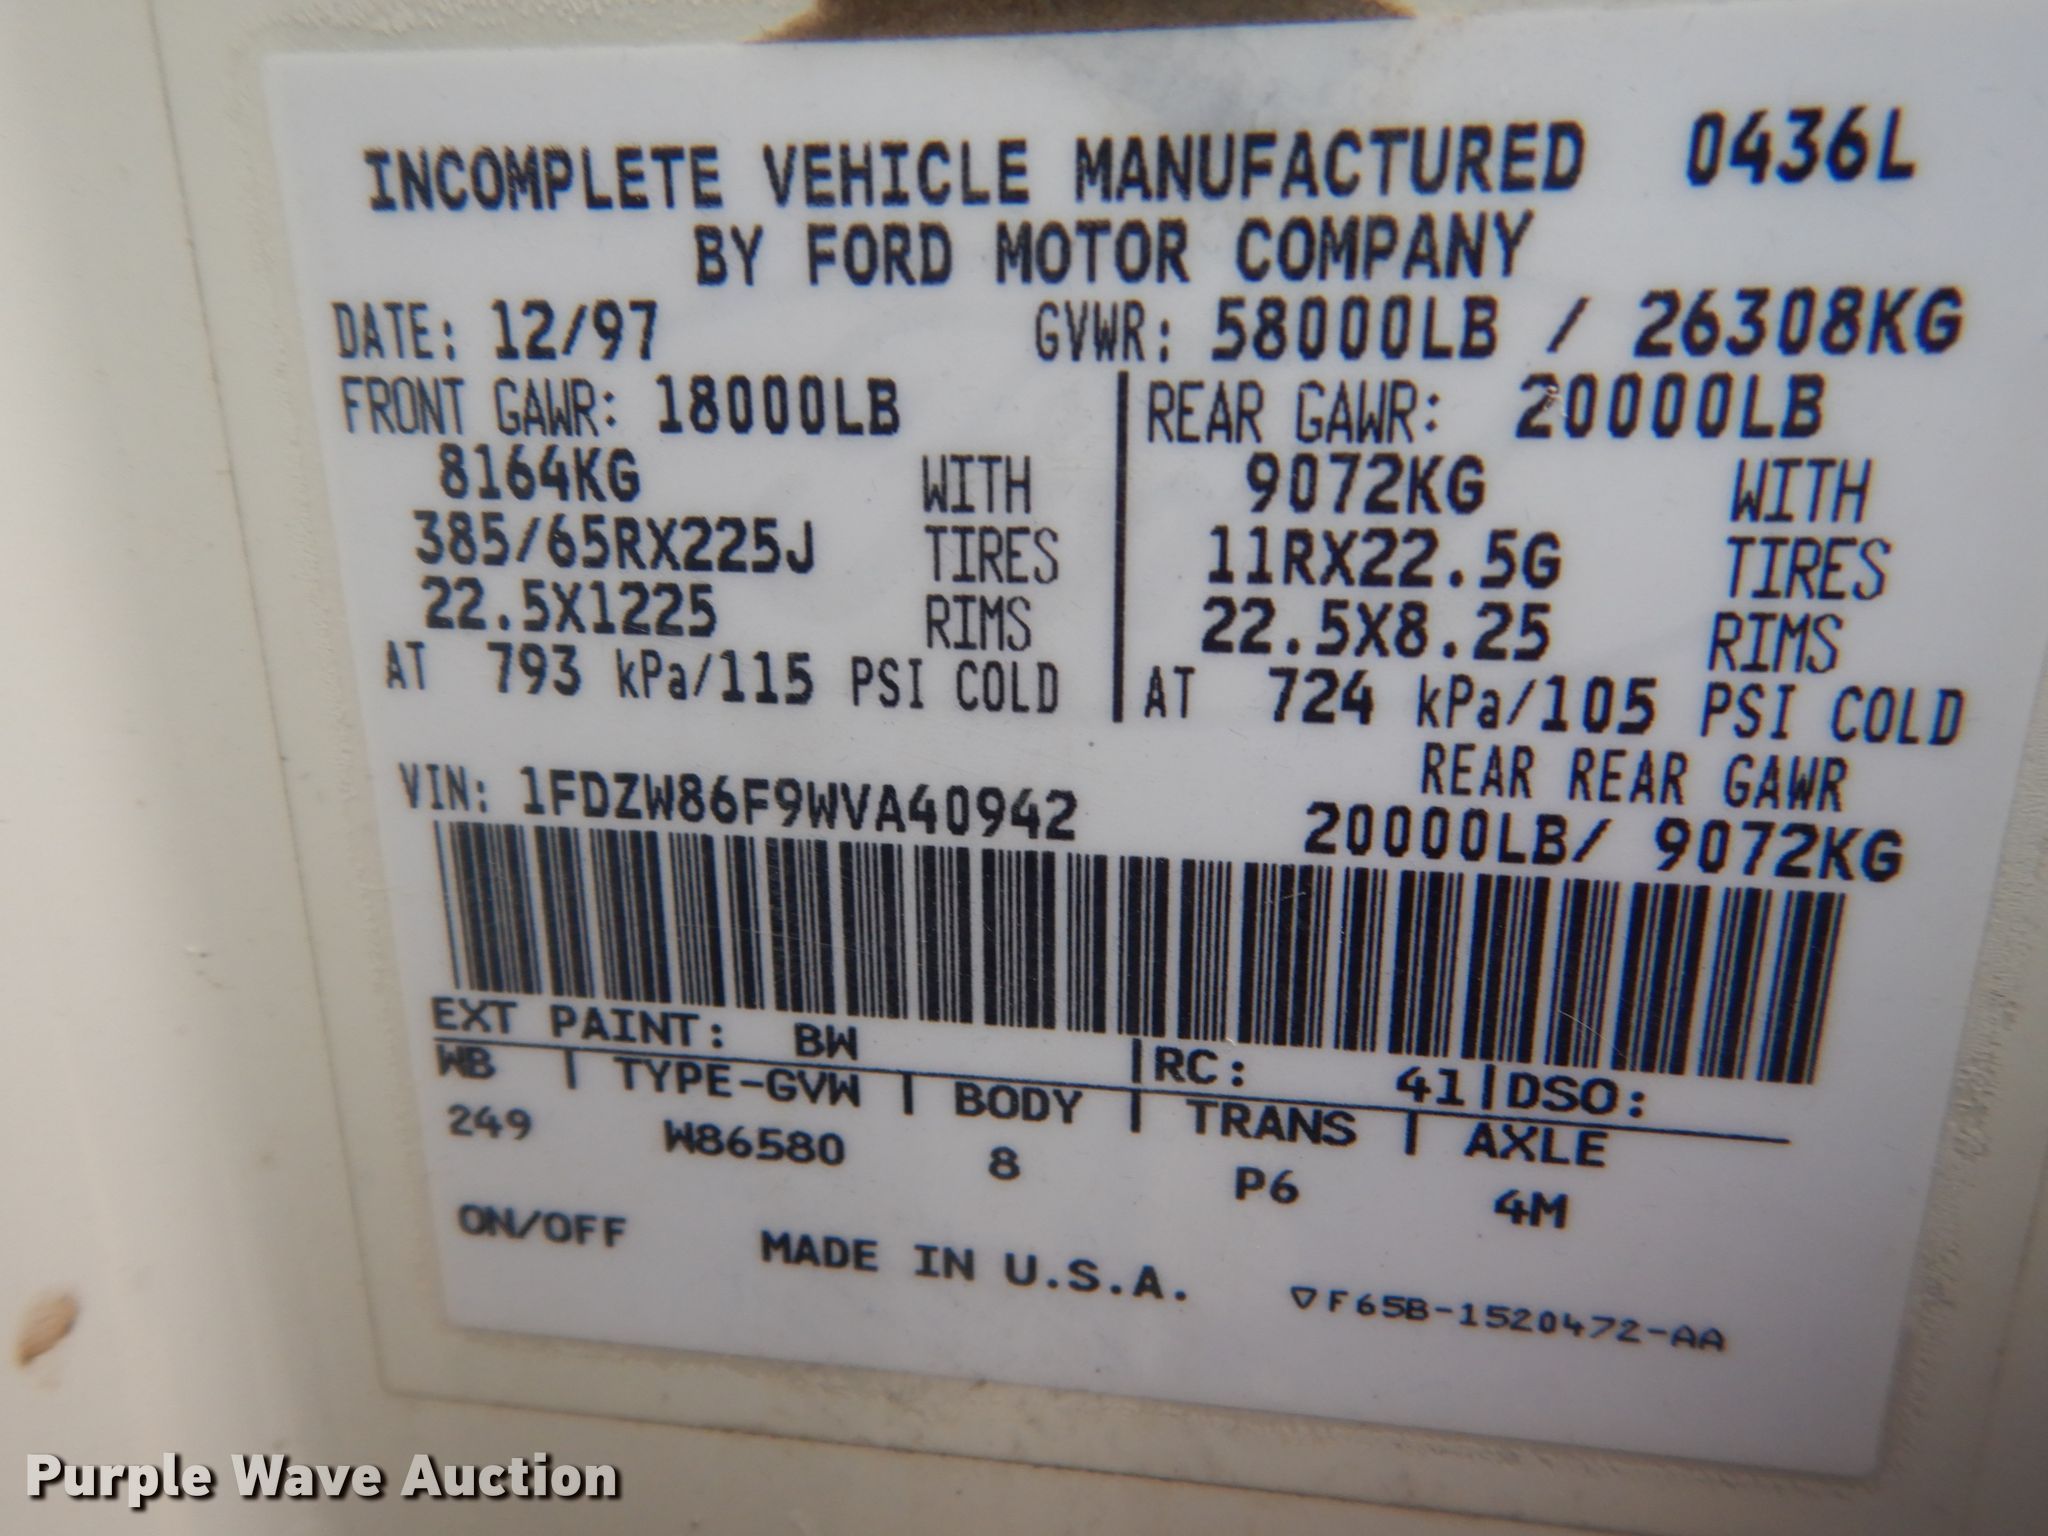 INCOMPLETE VEHICLE MANUFACTURED 0436L
BY FORD MOTOR COMPANY
DATE: 12/97 GVWR: 58000LB / 26308KG
FRONT GAWR: 18000LB REAR GAWR: 20000LB
8164KG WITH 9072KG WITH
385/65RX225J TIRES 11RX22.5G TIRES
22.5X1225 RIMS 22.5X8.25 RIMS
AT 793 kPa/115 PSI COLD AT 724 kPa/105 PSI COLD
REAR REAR GAWR
VIN: 1FDZW86F9WVA40942 20000LB/ 9072KG
EXT PAINT: BW RC: 41 DSO:
WB TYPE-GVW BODY TRANS AXLE
249 W86580 8 P6 4M
ON/OFF MADE IN U.S.A.
▽F65B-1520472-AA
Purple Wave Auction